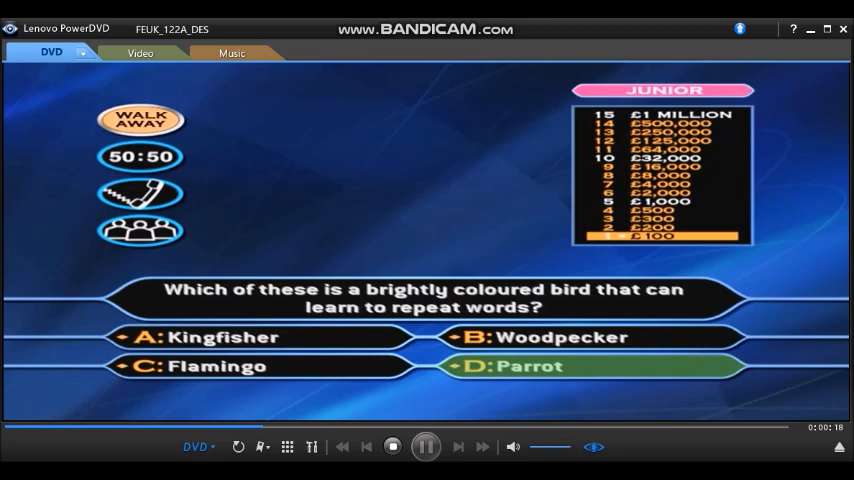 Lenovo PowerDVD
FEUK_122A_DES
www.BANDICAM.com
?
DVD
Video
Music
JUNIOR
WALK
AWAY
50:50
15 £1 MILLION
14 £500,000
13 £250,000
12 £125,000
11 £64,000
10 £32,000
9 £16,000
8 £8,000
7 £4,000
6 £2,000
5 £1,000
4 £500
3 £300
2 £200
1 £100
Which of these is a brightly coloured bird that can
learn to repeat words?
A: Kingfisher
B: Woodpecker
C: Flamingo
D: Parrot
0:00:18
DVD